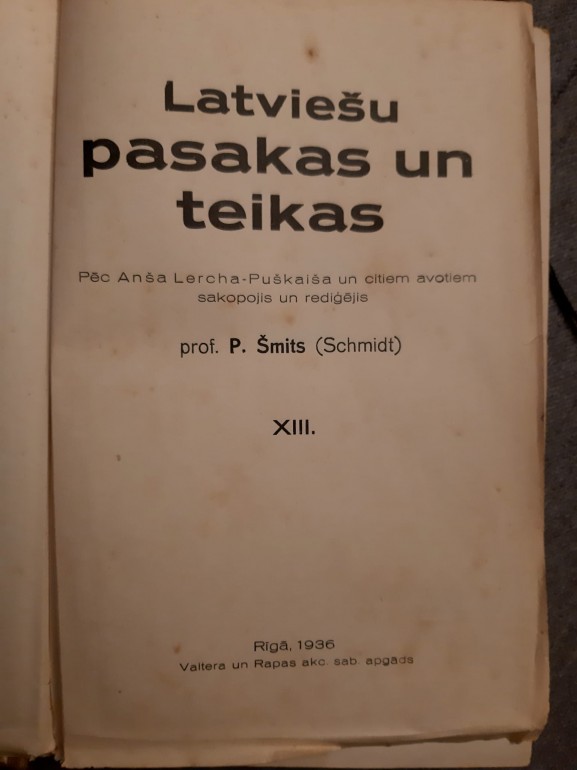 Latviešu
pasakas un
teikas
Pēc Anša Lercha-Puškaiša un citiem avotiem
sakopojis un rediģējis
prof. P. Šmits (Schmidt)
XIII.
Rīgā, 1936
Valtera un Rapas akc. sab. apgāds